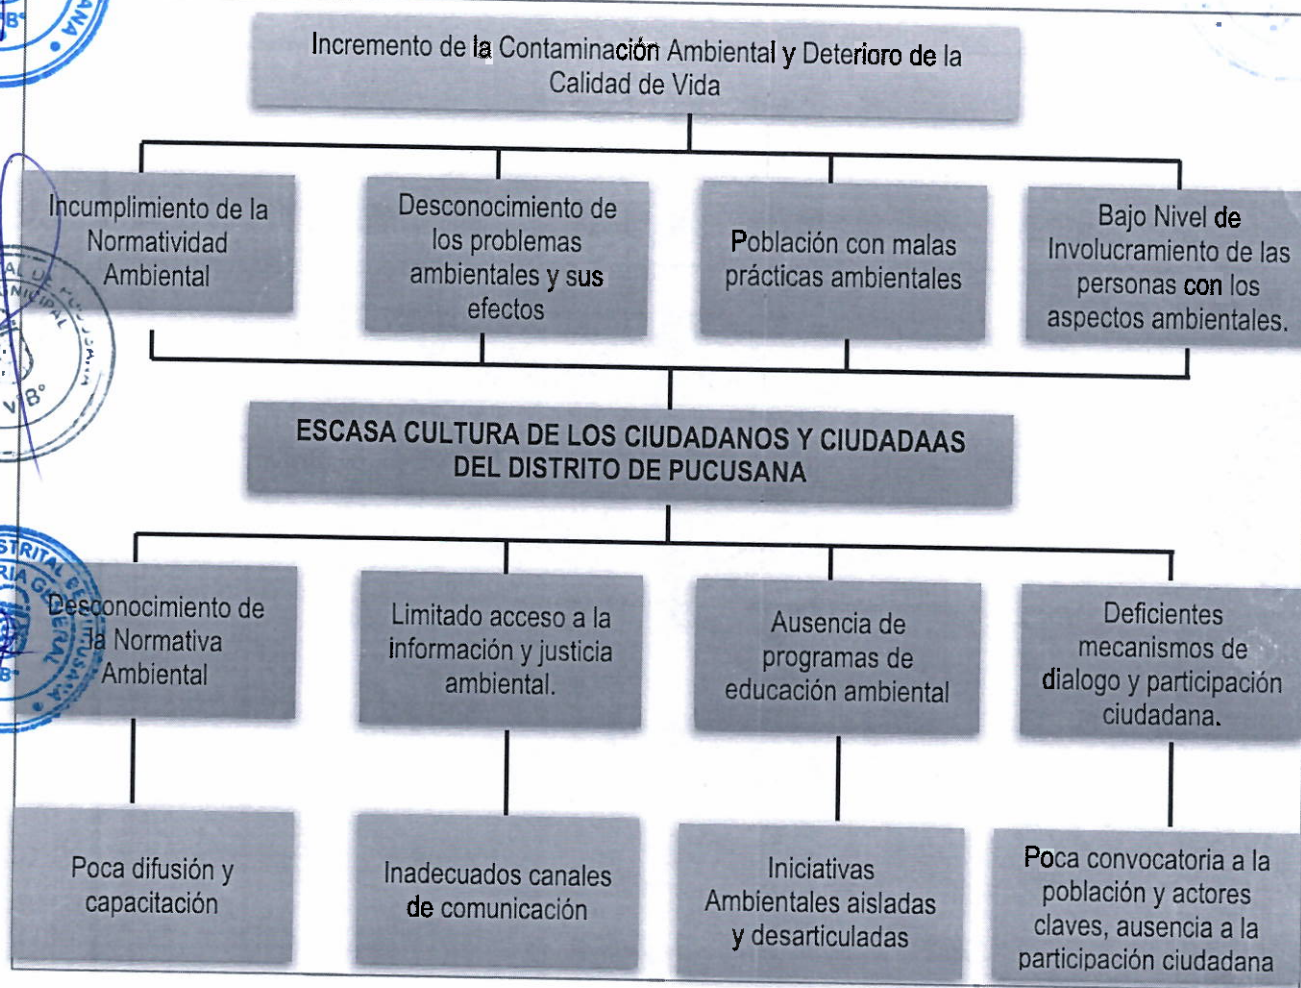 Incremento de la Contaminación Ambiental y Deterioro de la
Calidad de Vida
Incumplimiento de la
Normatividad
Ambiental
Desconocimiento de
los problemas
ambientales y sus
efectos
Población con malas
prácticas ambientales
Bajo Nivel de
Involucramiento de las
personas con los
aspectos ambientales.
ESCASA CULTURA DE LOS CIUDADANOS Y CIUDADAAS
DEL DISTRITO DE PUCUSANA
Desconocimiento de
la Normativa
Ambiental
Limitado acceso a la
información y justicia
ambiental.
Ausencia de
programas de
educación ambiental
Deficientes
mecanismos de
dialogo y participación
ciudadana.
Poca difusión y
capacitación
Inadecuados canales
de comunicación
Iniciativas
Ambientales aisladas
y desarticuladas
Poca convocatoria a la
población y actores
claves, ausencia a la
participación ciudadana